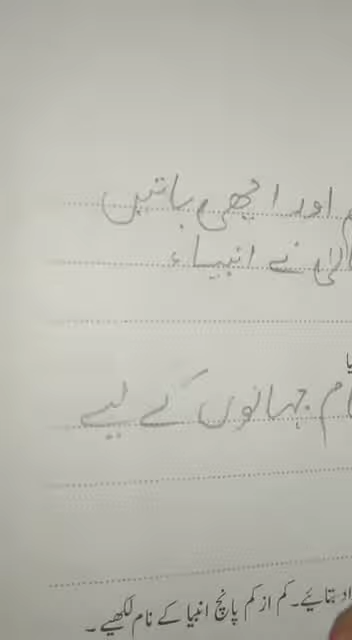 اور اچھی باتیں
نے انبیاء
جہانوں کے لیے
بتائیے۔ کم از کم پانچ انبیا کے نام لکھیے۔